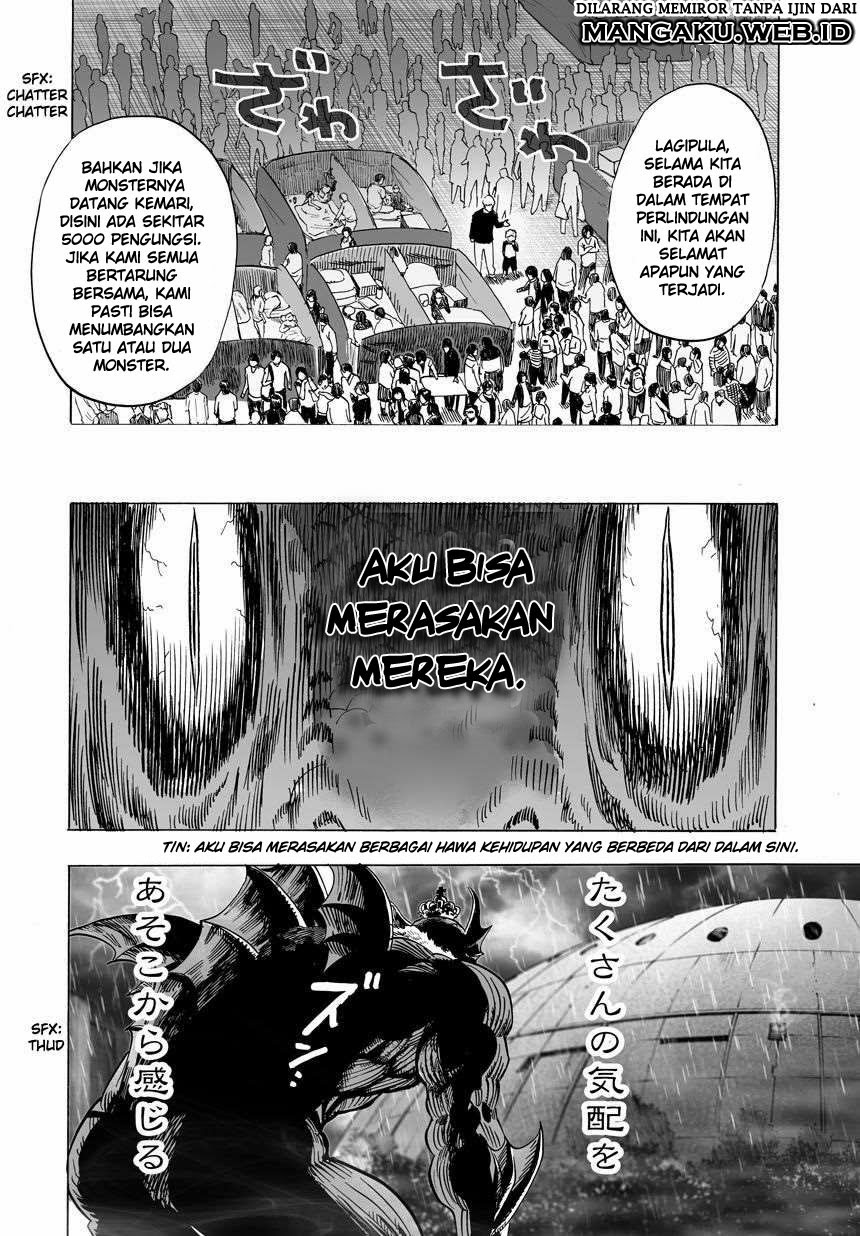 DILARANG MEMIROR TANPA IJIN DARI
MANGAKU.WEB.ID
SFX:
CHATTER
CHATTER
ざわ
ざわ
LAGIPULA,
SELAMA KITA
BERADA DI
DALAM TEMPAT
PERLINDUNGAN
INI, KITA AKAN
SELAMAT
APAPUN YANG
TERJADI.
BAHKAN JIKA
MONSTERNYA
DATANG KEMARI,
DISINI ADA SEKITAR
5000 PENGUNGSI.
JIKA KAMI SEMUA
BERTARUNG
BERSAMA, KAMI
PASTI BISA
MENUMBANGKAN
SATU ATAU DUA
MONSTER.
AKU BISA
MERASAKAN
MEREKA.
T/N: AKU BISA MERASAKAN BERBAGAI HAWA KEHIDUPAN YANG BERBEDA DARI DALAM SINI.
たくさんの気配を
あそこから感じる
ズン
SFX:
THUD